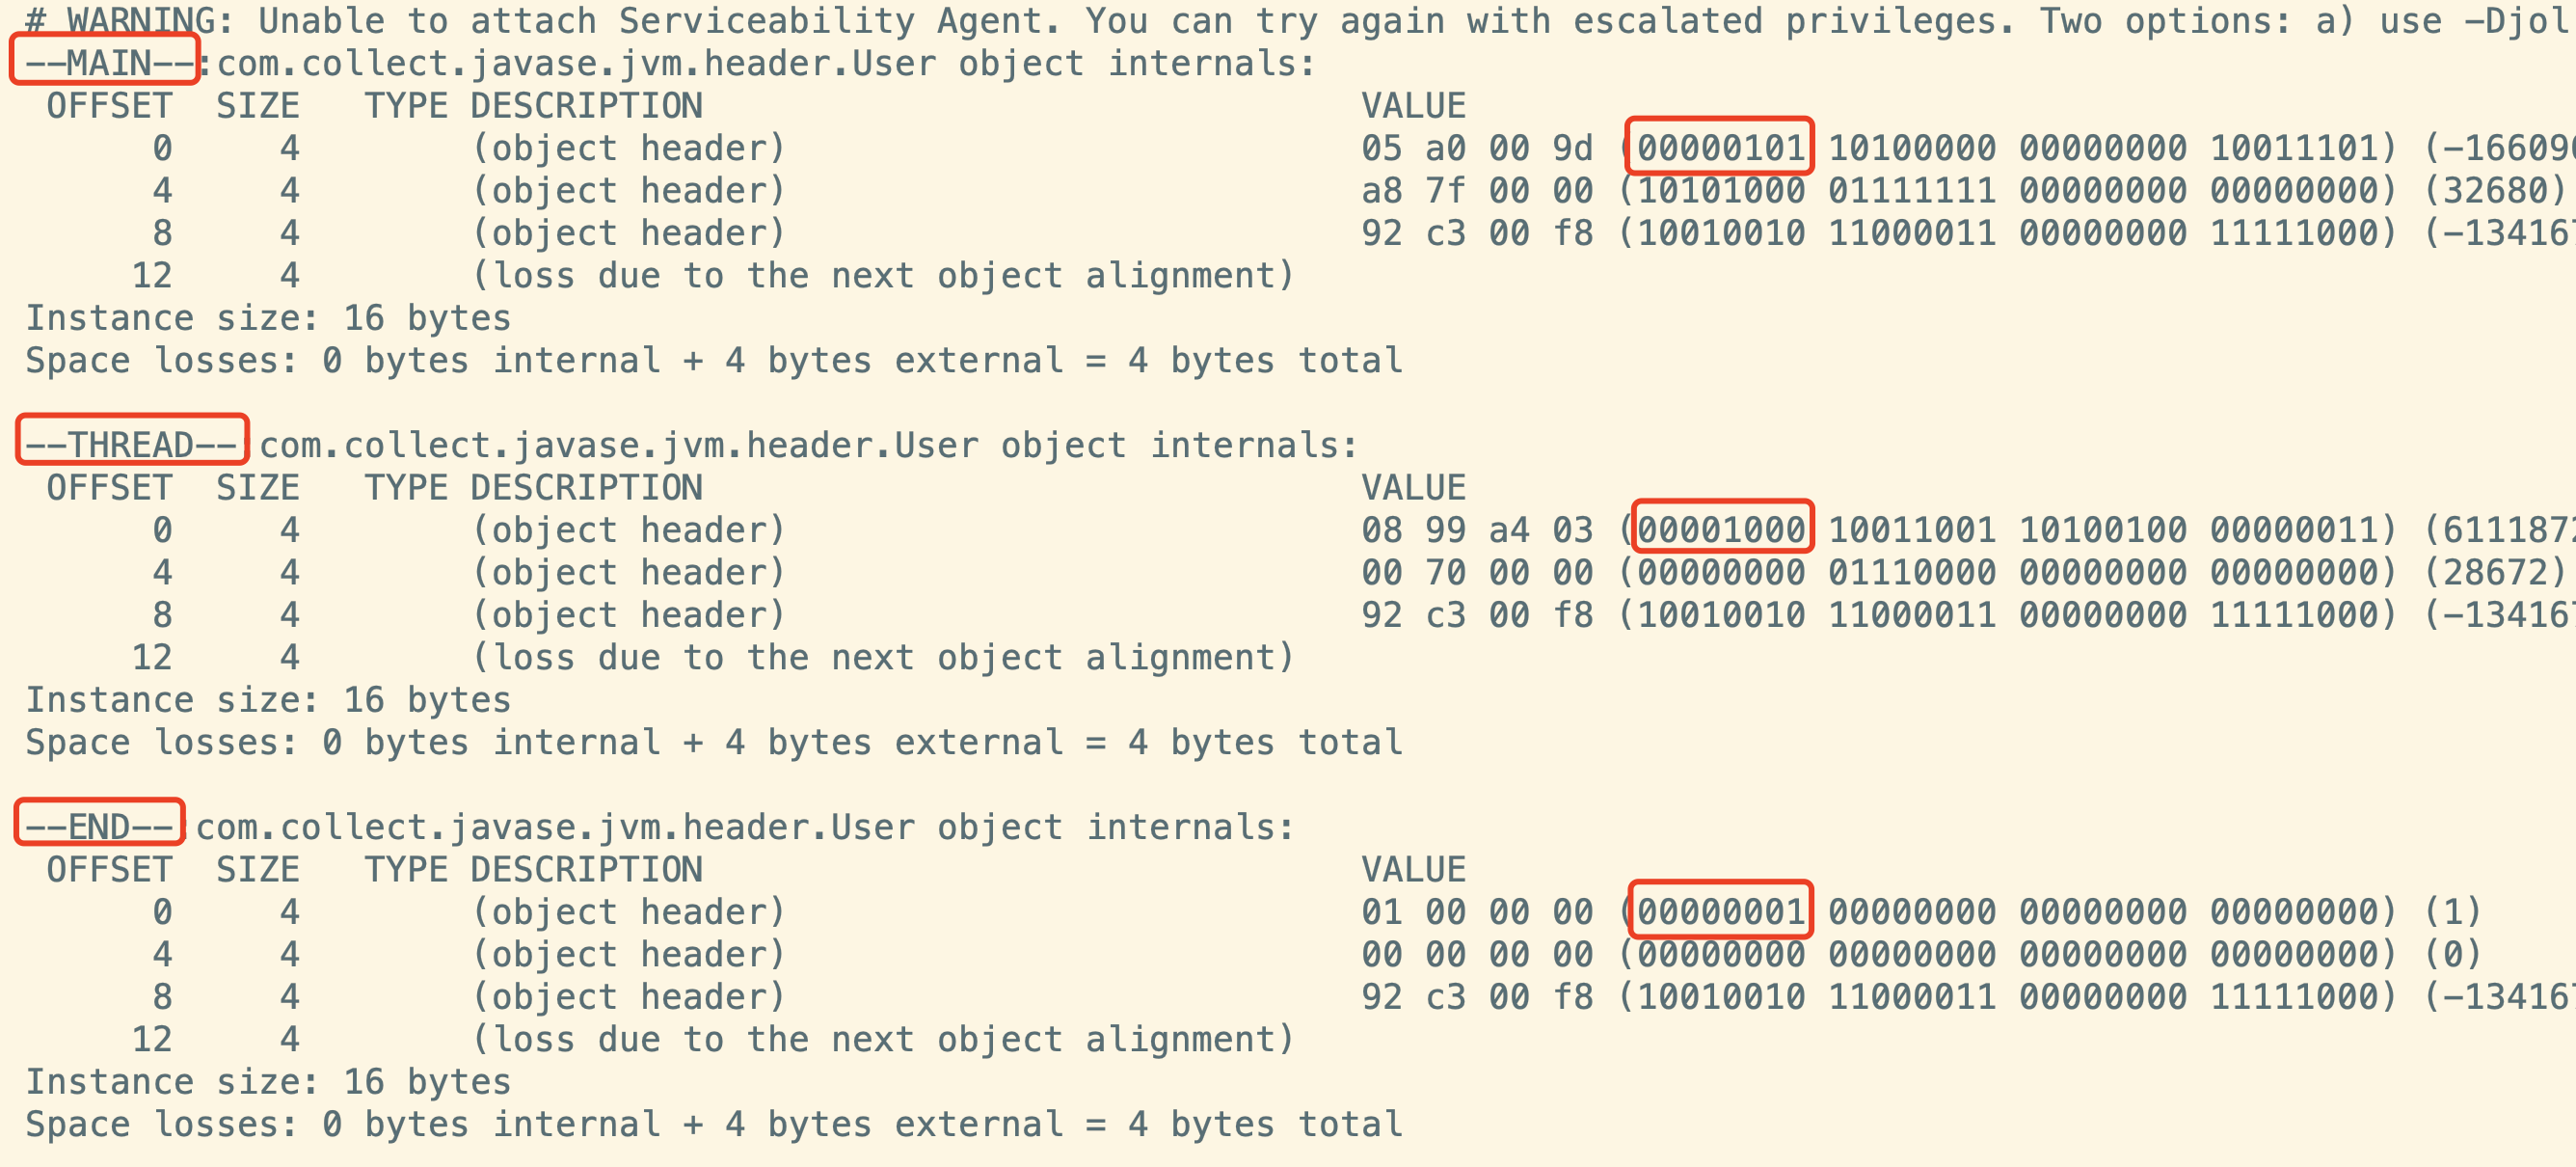 # WARNING: Unable to attach Serviceability Agent. You can try again with escalated privileges. Two options: a) use -Djol
--MAIN--:com.collect.javase.jvm.header.User object internals:
OFFSET SIZE TYPE DESCRIPTION VALUE
0 4 (object header) 05 a0 00 9d (00000101 10100000 00000000 10011101) (-16609
4 4 (object header) a8 7f 00 00 (10101000 01111111 00000000 00000000) (32680)
8 4 (object header) 92 c3 00 f8 (10010010 11000011 00000000 11111000) (-13416
12 4 (loss due to the next object alignment)
Instance size: 16 bytes
Space losses: 0 bytes internal + 4 bytes external = 4 bytes total
--THREAD-- com.collect.javase.jvm.header.User object internals:
OFFSET SIZE TYPE DESCRIPTION VALUE
0 4 (object header) 08 99 a4 03 (00001000 10011001 10100100 00000011) (611187
4 4 (object header) 00 70 00 00 (00000000 01110000 00000000 00000000) (28672)
8 4 (object header) 92 c3 00 f8 (10010010 11000011 00000000 11111000) (-13416
12 4 (loss due to the next object alignment)
Instance size: 16 bytes
Space losses: 0 bytes internal + 4 bytes external = 4 bytes total
--END--:com.collect.javase.jvm.header.User object internals:
OFFSET SIZE TYPE DESCRIPTION VALUE
0 4 (object header) 01 00 00 00 (00000001 00000000 00000000 00000000) (1)
4 4 (object header) 00 00 00 00 (00000000 00000000 00000000 00000000) (0)
8 4 (object header) 92 c3 00 f8 (10010010 11000011 00000000 11111000) (-13416
12 4 (loss due to the next object alignment)
Instance size: 16 bytes
Space losses: 0 bytes internal + 4 bytes external = 4 bytes total